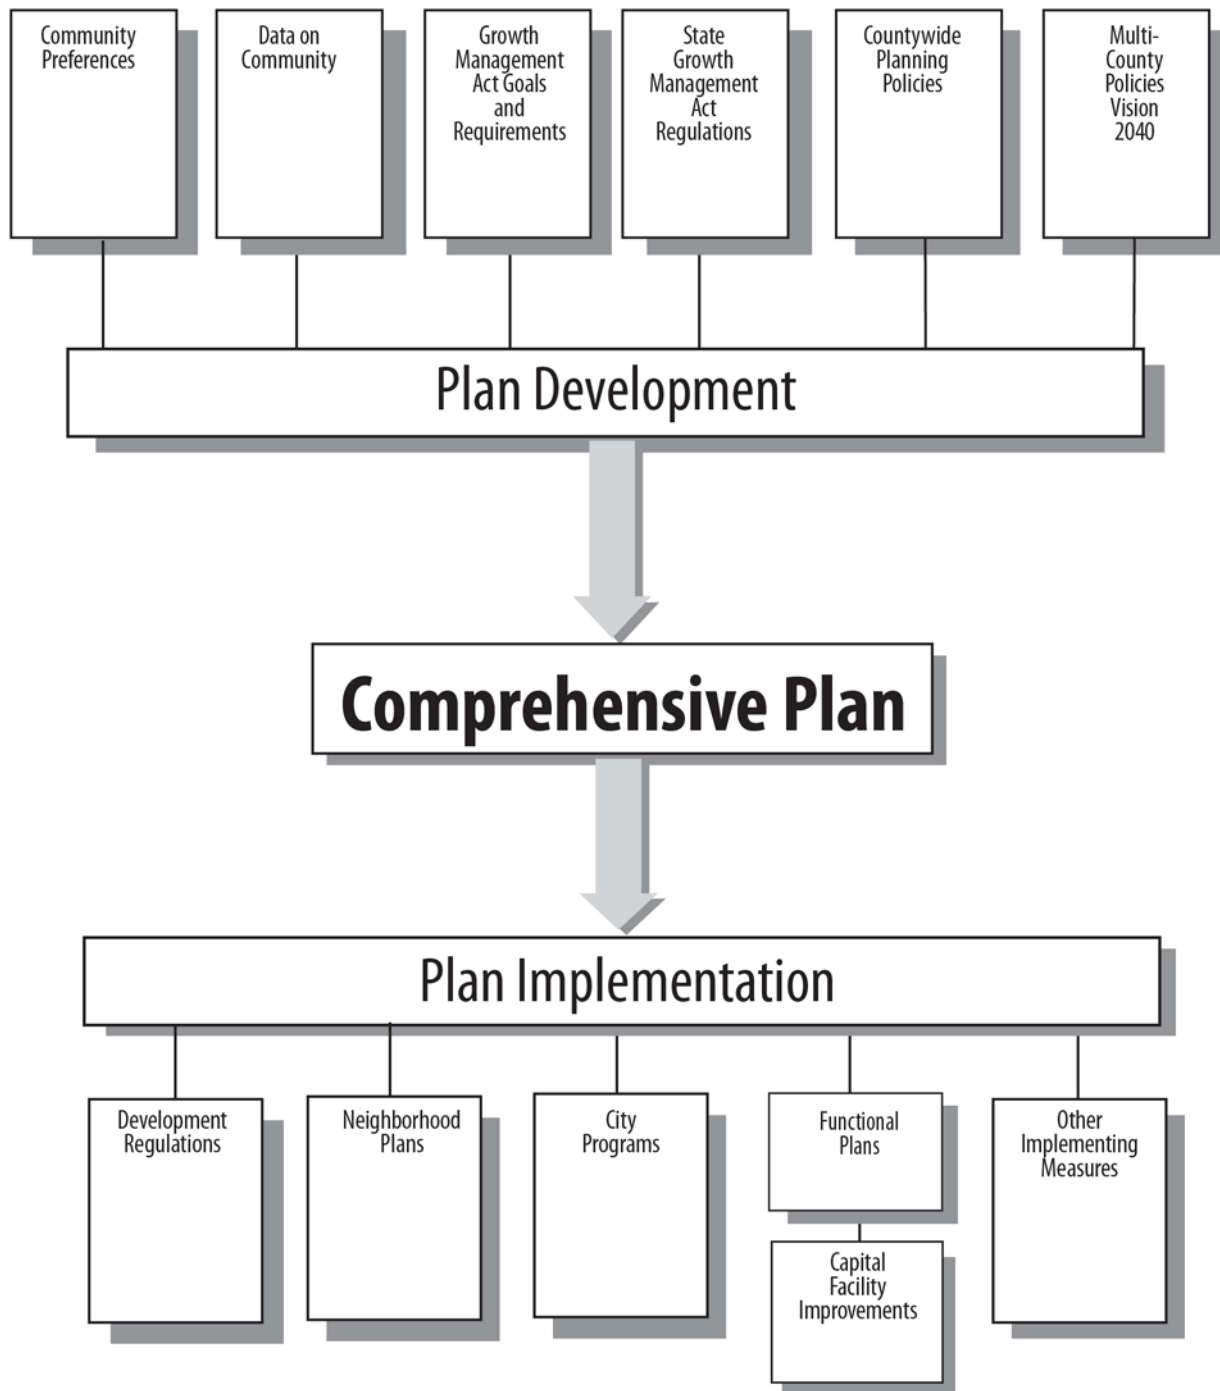 Community
Preferences
Data on
Community
Growth
Management
Act Goals
and
Requirements
State
Growth
Management
Act
Regulations
Countywide
Planning
Policies
Multi-
County
Policies
Vision
2040
Plan Development
Comprehensive Plan
Plan Implementation
Development
Regulations
Neighborhood
Plans
City
Programs
Functional
Plans
Capital
Facility
Improvements
Other
Implementing
Measures